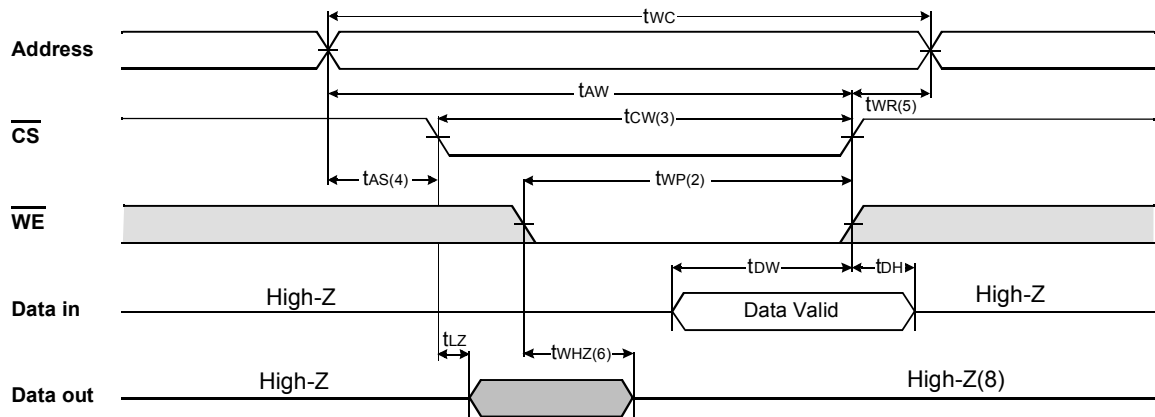 tWC
Address
tAW
tWR(5)
tCW(3)
CS
tAS(4)
tWP(2)
WE
tDW
tDH
High-Z
High-Z
Data in
Data Valid
tLZ
tWHZ(6)
High-Z
High-Z(8)
Data out